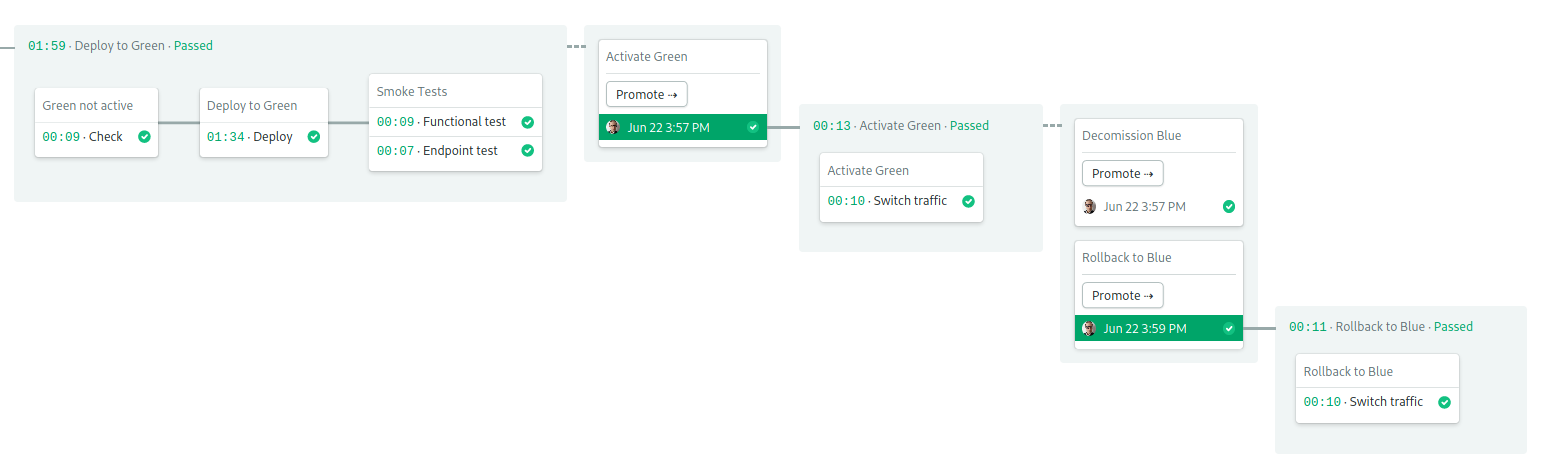 01:59 · Deploy to Green · Passed
Green not active
00:09 · Check
Deploy to Green
01:34 · Deploy
Smoke Tests
00:09 · Functional test
00:07 · Endpoint test
Activate Green
Promote ⇢
Jun 22 3:57 PM
00:13 · Activate Green · Passed
Activate Green
00:10 · Switch traffic
Decomission Blue
Promote ⇢
Jun 22 3:57 PM
Rollback to Blue
Promote ⇢
Jun 22 3:59 PM
00:11 · Rollback to Blue · Passed
Rollback to Blue
00:10 · Switch traffic